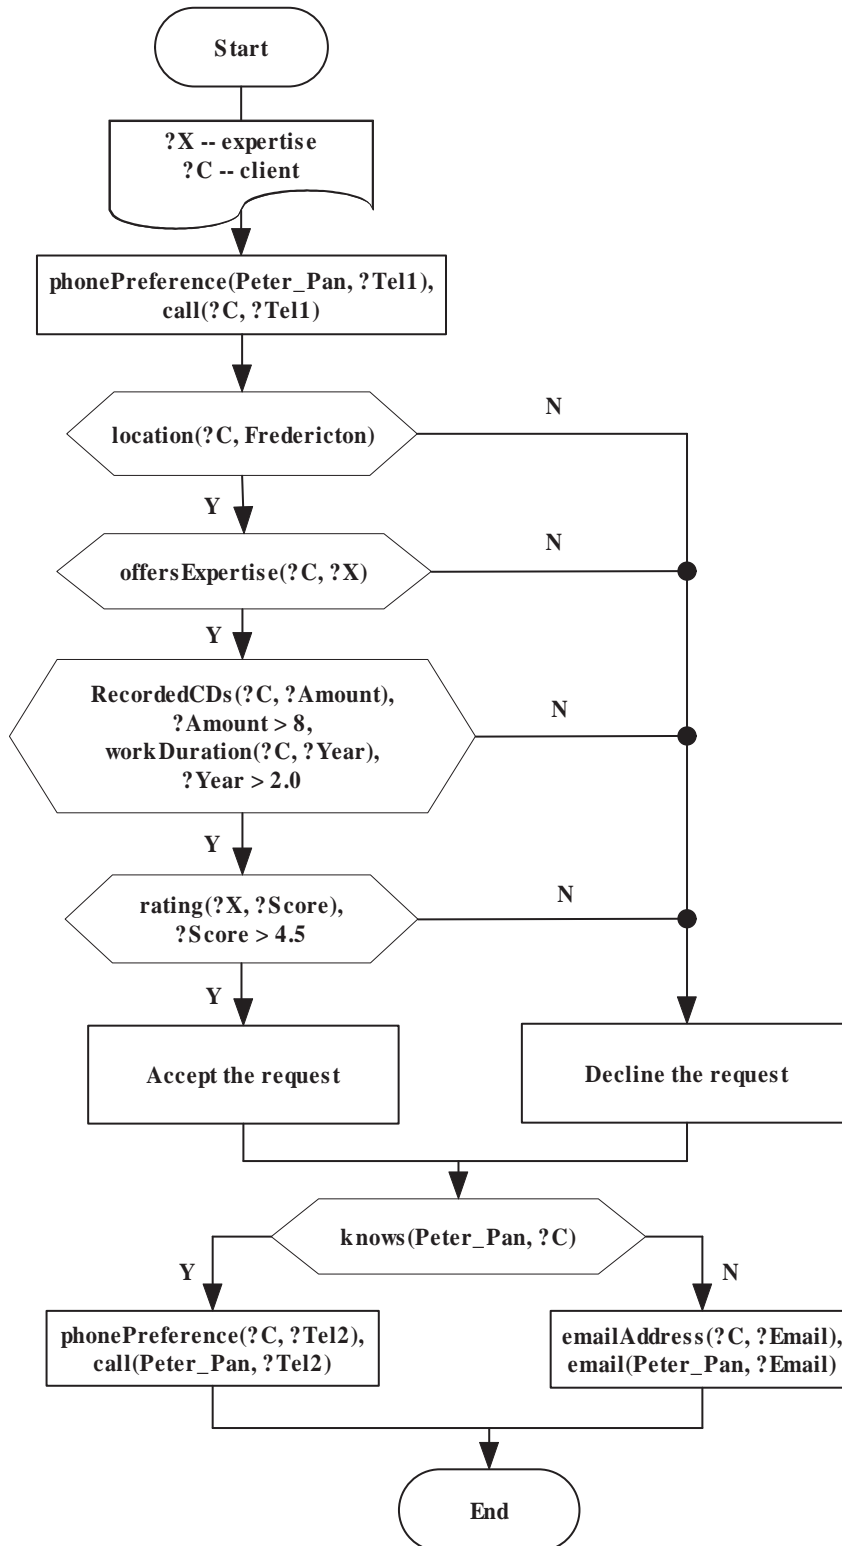 Start
?X -- expertise
?C -- client
phonePreference(Peter_Pan, ?Tel1),
call(?C, ?Tel1)
N
location(?C, Fredericton)
Y
N
offersExpertise(?C, ?X)
Y
RecordedCDs(?C, ?Amount),
?Amount > 8,
workDuration(?C, ?Year),
?Year > 2.0
N
Y
rating(?X, ?Score),
?Score > 4.5
N
Y
Accept the request
Decline the request
knows(Peter_Pan, ?C)
Y
N
phonePreference(?C, ?Tel2),
call(Peter_Pan, ?Tel2)
emailAddress(?C, ?Email),
email(Peter_Pan, ?Email)
End